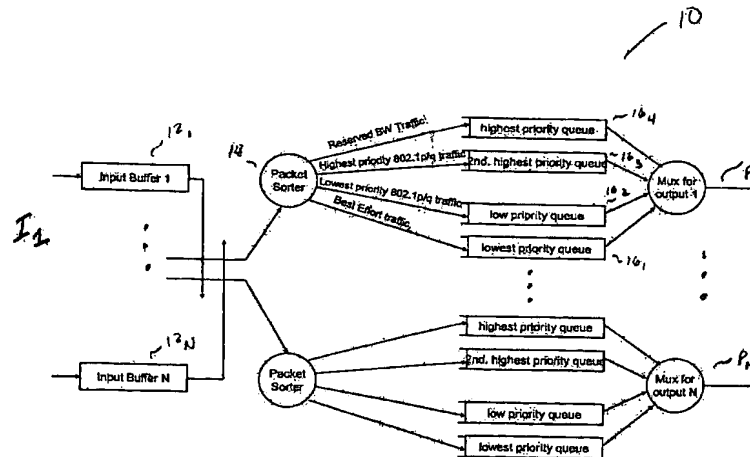 10
12₁
Input Buffer 1
I₁
12N
Input Buffer N
18
Packet
Sorter
Reserved BW Traffic
Highest priority 802.1p/q traffic
Lowest priority 802.1p/q traffic
Best Effort traffic
highest priority queue
16₄
2nd. highest priority queue
16₃
low priority queue
16₂
lowest priority queue
16₁
Mux for
output 1
P
Packet
Sorter
highest priority queue
2nd. highest priority queue
low priority queue
lowest priority queue
Mux for
output N
PN